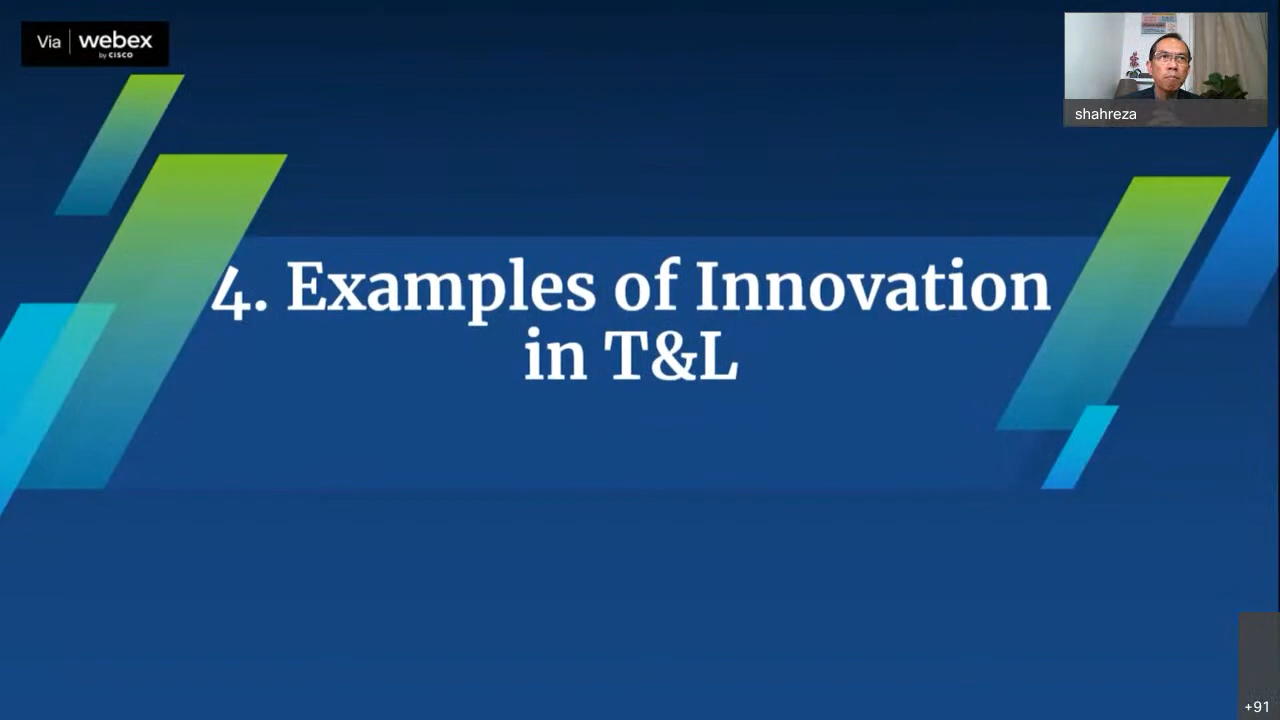 Via webex
by CISCO
shahreza
4. Examples of Innovation
in T&L
+91